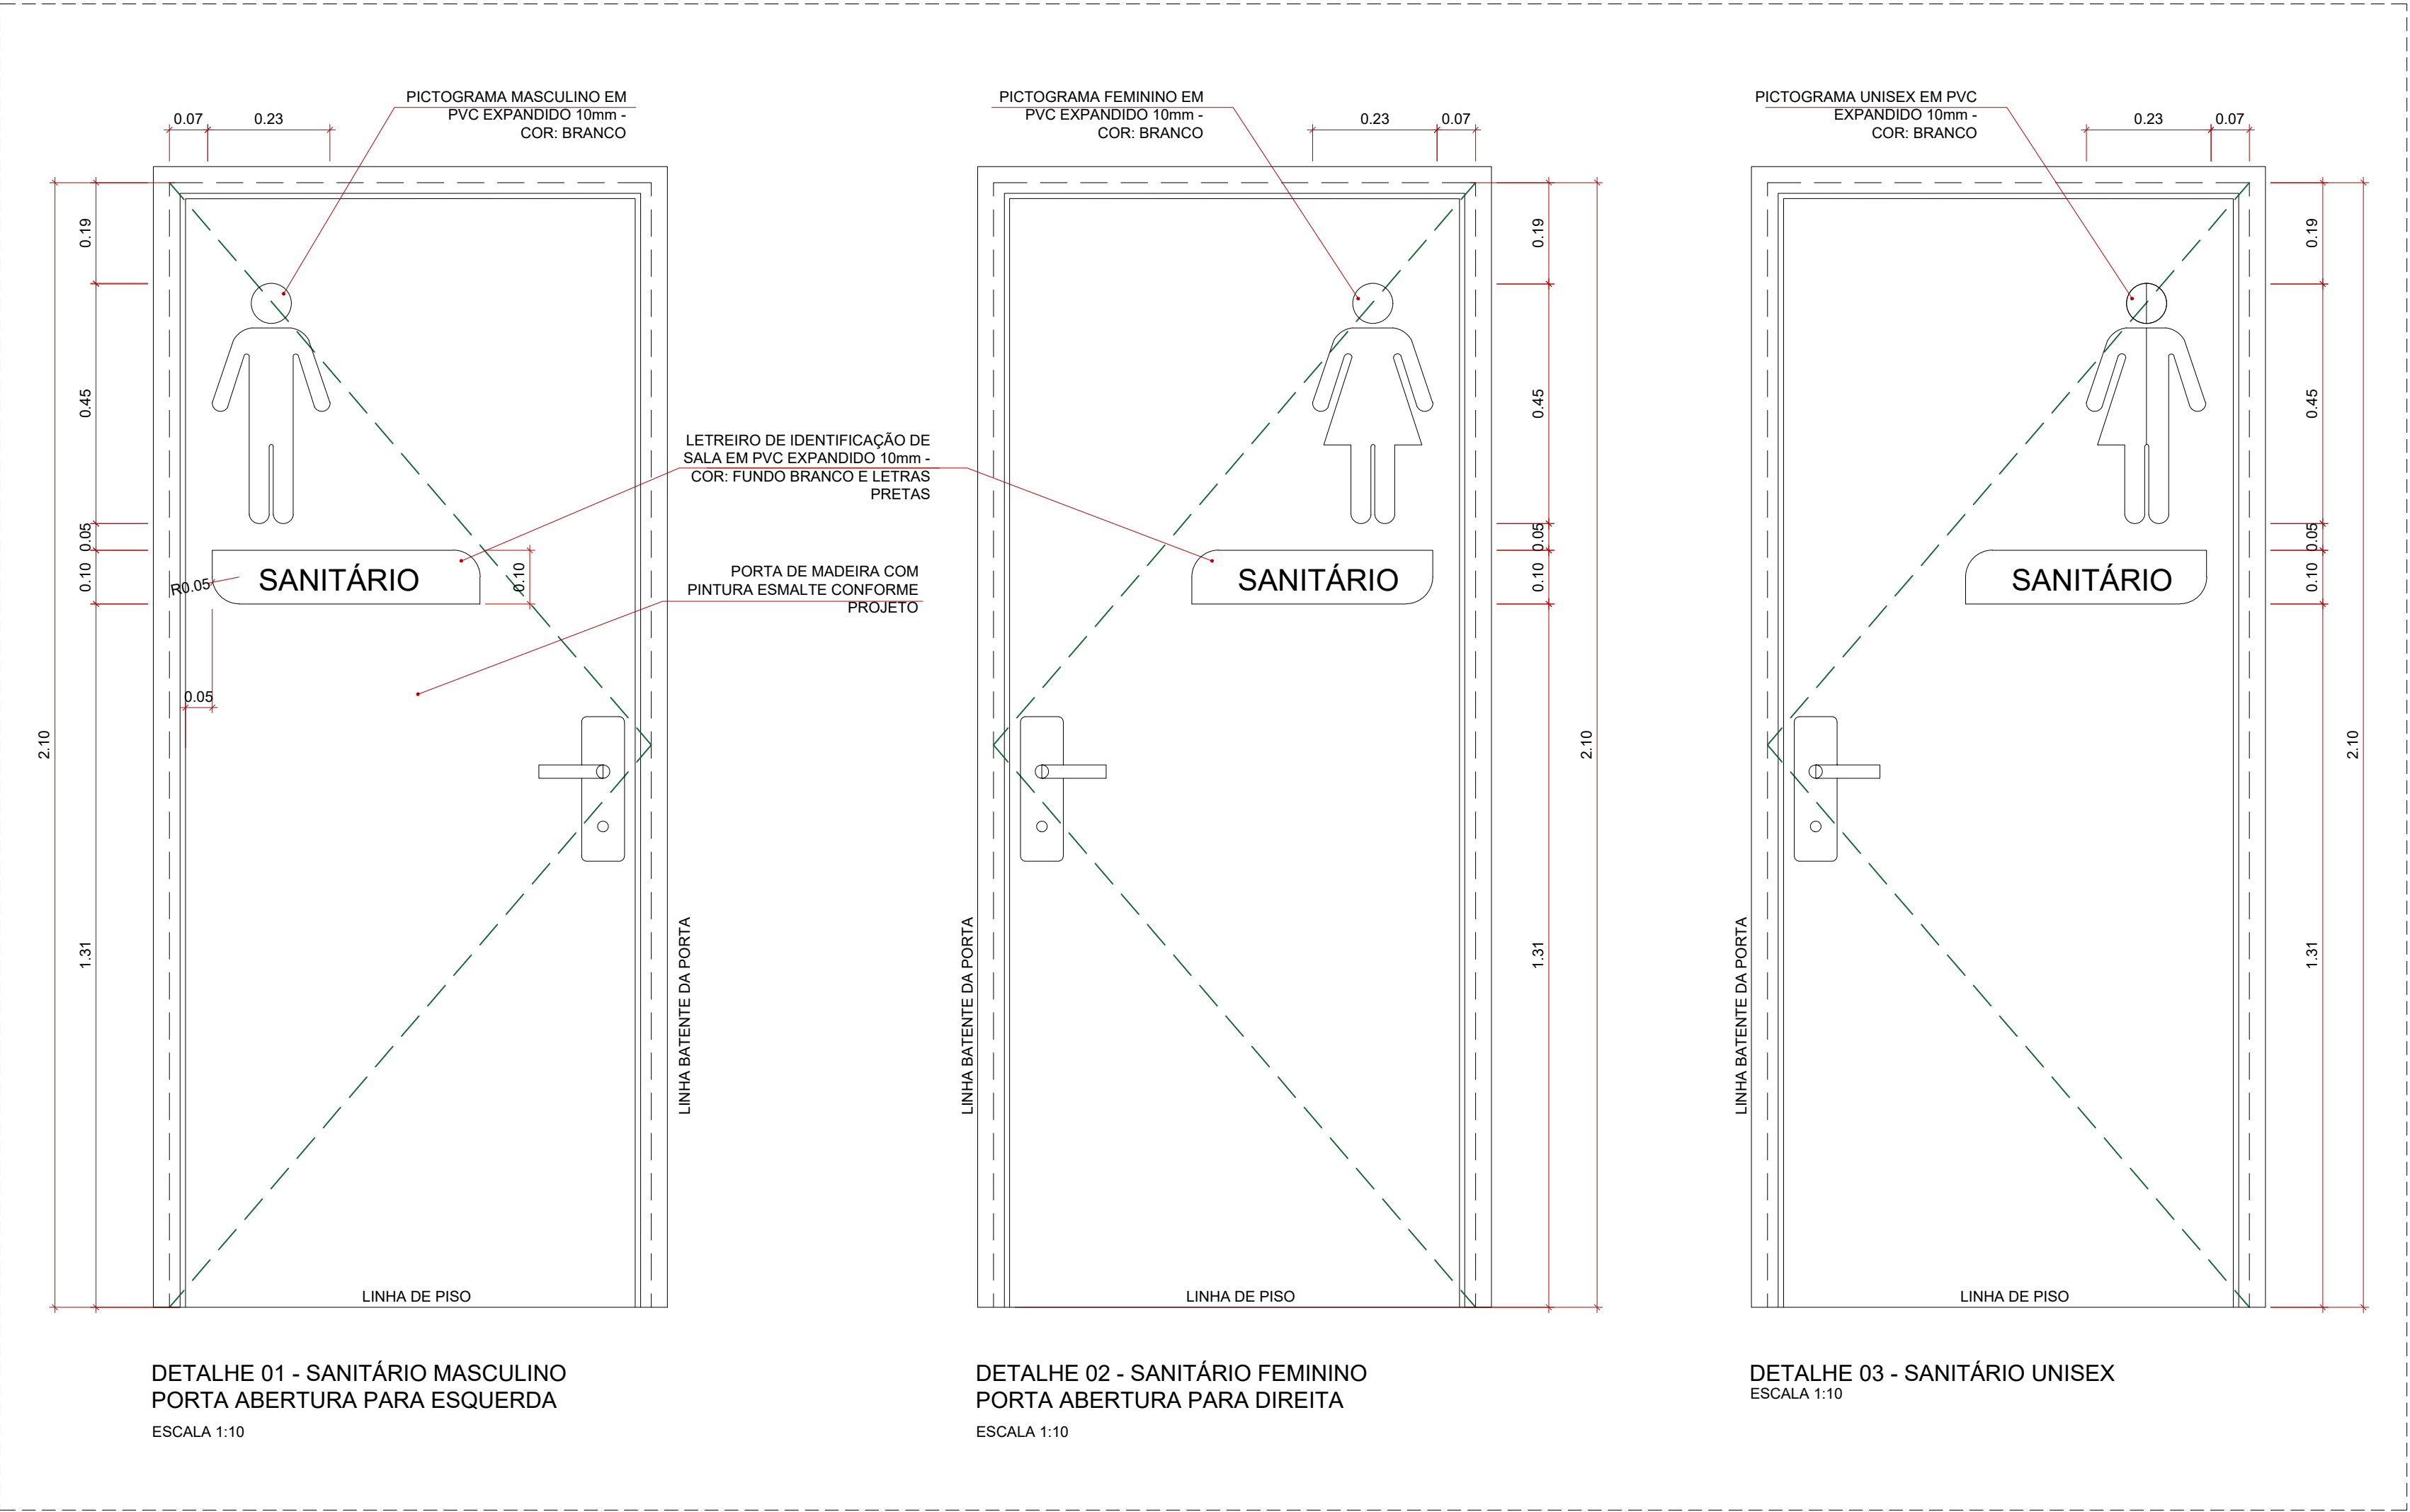 PICTOGRAMA MASCULINO EM
PVC EXPANDIDO 10mm -
COR: BRANCO
0.07
0.23
0.19
0.45
0.05
0.10
1.31
2.10
R0.05
SANITÁRIO
0.10
0.05
LINHA BATENTE DA PORTA
LINHA DE PISO
DETALHE 01 - SANITÁRIO MASCULINO
PORTA ABERTURA PARA ESQUERDA
ESCALA 1:10
LETREIRO DE IDENTIFICAÇÃO DE
SALA EM PVC EXPANDIDO 10mm -
COR: FUNDO BRANCO E LETRAS
PRETAS
PORTA DE MADEIRA COM
PINTURA ESMALTE CONFORME
PROJETO
PICTOGRAMA FEMININO EM
PVC EXPANDIDO 10mm -
COR: BRANCO
0.23
0.07
SANITÁRIO
0.19
0.45
0.05
0.10
1.31
2.10
LINHA BATENTE DA PORTA
LINHA DE PISO
DETALHE 02 - SANITÁRIO FEMININO
PORTA ABERTURA PARA DIREITA
ESCALA 1:10
PICTOGRAMA UNISEX EM PVC
EXPANDIDO 10mm -
COR: BRANCO
0.23
0.07
SANITÁRIO
0.19
0.45
0.05
0.10
1.31
2.10
LINHA BATENTE DA PORTA
LINHA DE PISO
DETALHE 03 - SANITÁRIO UNISEX
ESCALA 1:10